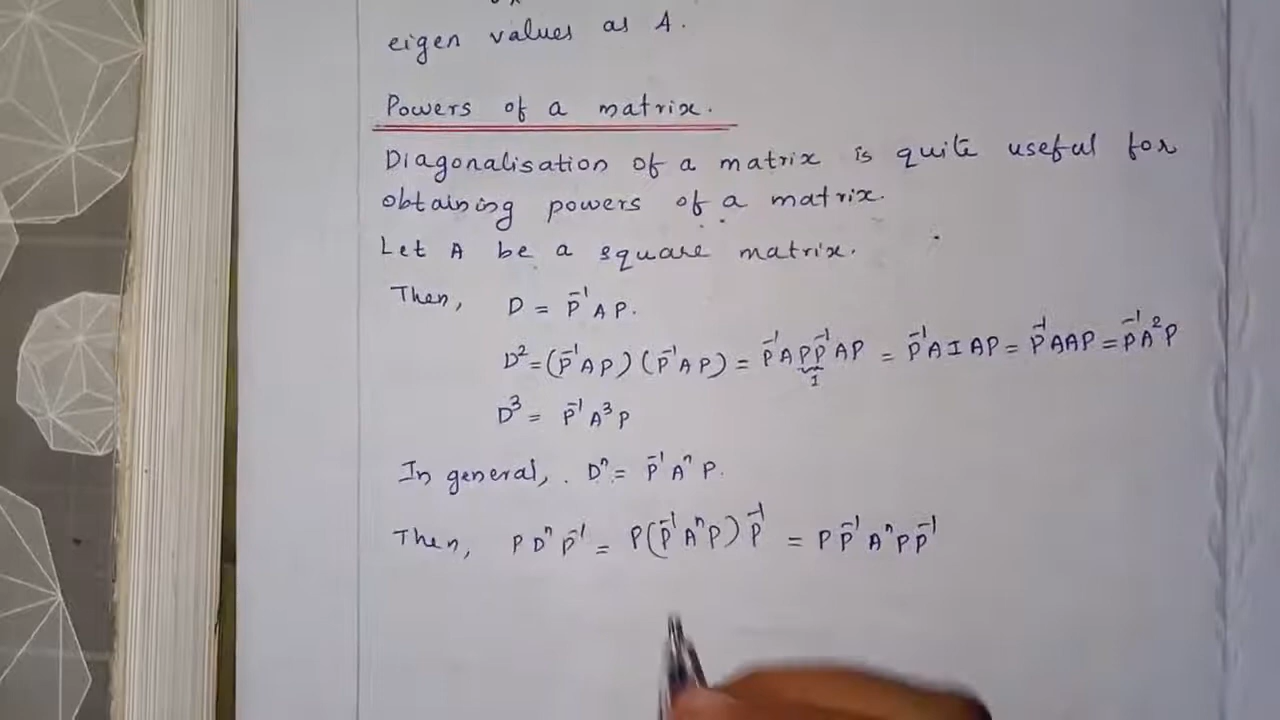 eigen values as A.
Powers of a matrix.
Diagonalisation of a matrix is quite useful for
obtaining powers of a matrix.
Let A be a square matrix.
Then, D = P⁻¹AP.
D² = (P⁻¹AP)(P⁻¹AP) = P⁻¹APP⁻¹AP = P⁻¹AIAP = P⁻¹AAP = P⁻¹A²P
I
D³ = P⁻¹A³P
In general, Dⁿ = P⁻¹AⁿP.
Then, PDⁿP⁻¹ = P(P⁻¹AⁿP)P⁻¹ = PP⁻¹AⁿPP⁻¹